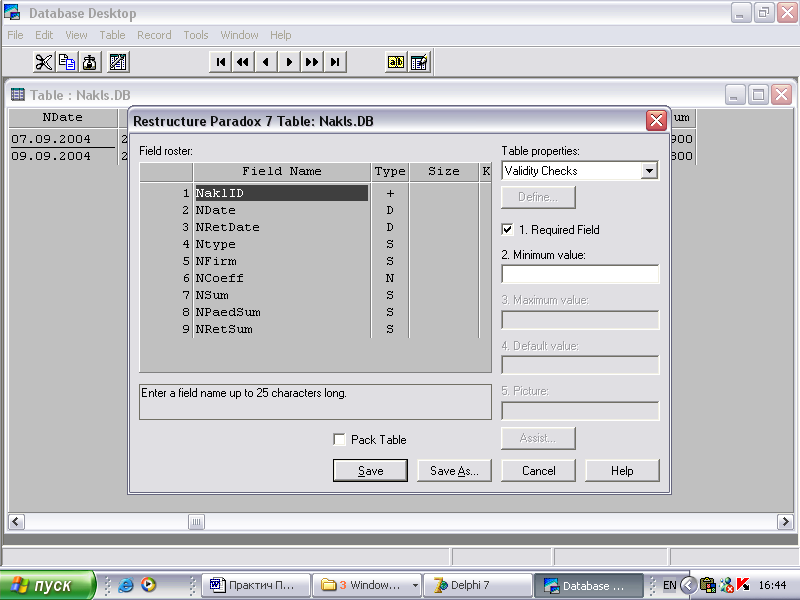 Database Desktop
File Edit View Table Record Tools Window Help
Table : Nakls.DB
NDate um
07.09.2004 2 900
09.09.2004 2 800
Restructure Paradox 7 Table: Nakls.DB
Field roster:
Field Name Type Size K
1 NaklID +
2 NDate D
3 NRetDate D
4 Ntype S
5 NFirm S
6 NCoeff N
7 NSum S
8 NPaedSum S
9 NRetSum S
Enter a field name up to 25 characters long.
Pack Table
Save Save As... Cancel Help
Table properties:
Validity Checks
Define...
1. Required Field
2. Minimum value:
3. Maximum value:
4. Default value:
5. Picture:
Assist...
пуск Практич П... 3 Window... Delphi 7 Database ... EN 16:44